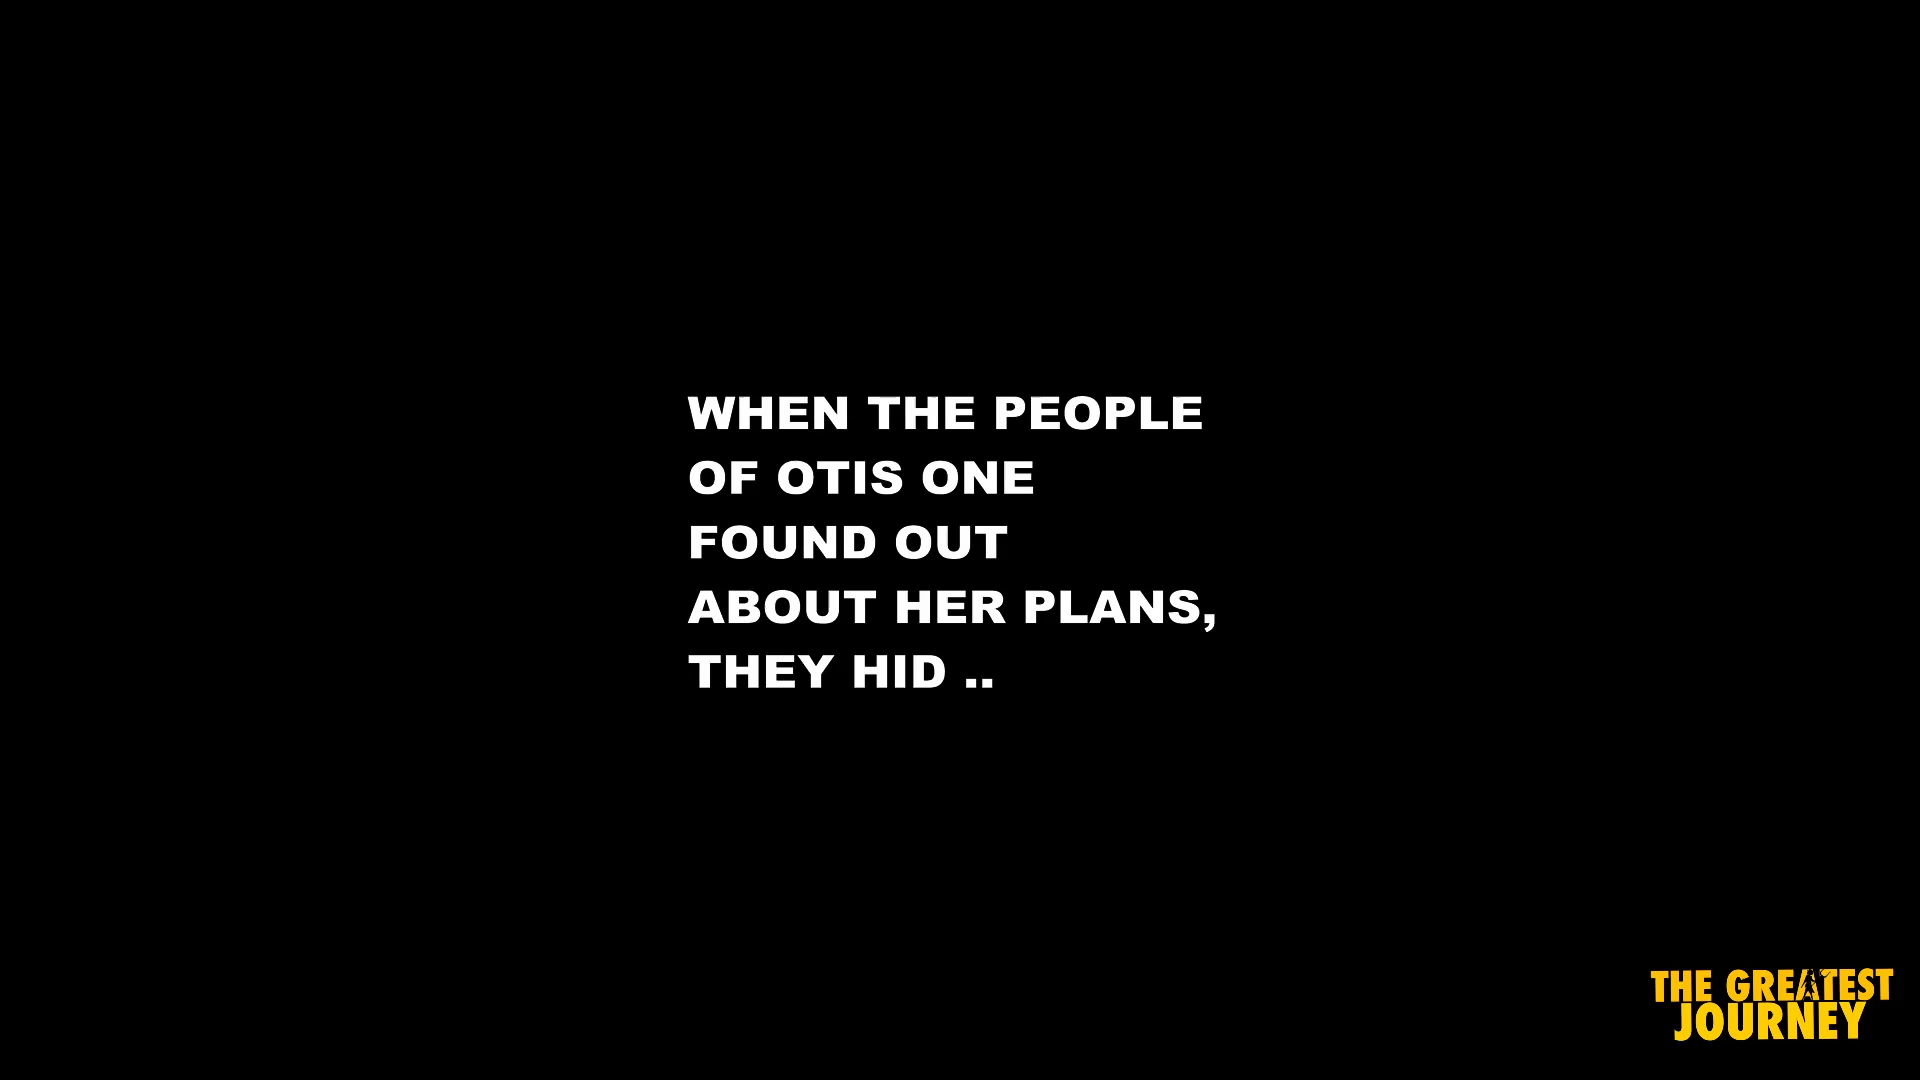 WHEN THE PEOPLE
OF OTIS ONE
FOUND OUT
ABOUT HER PLANS,
THEY HID ..
THE GREATEST
JOURNEY